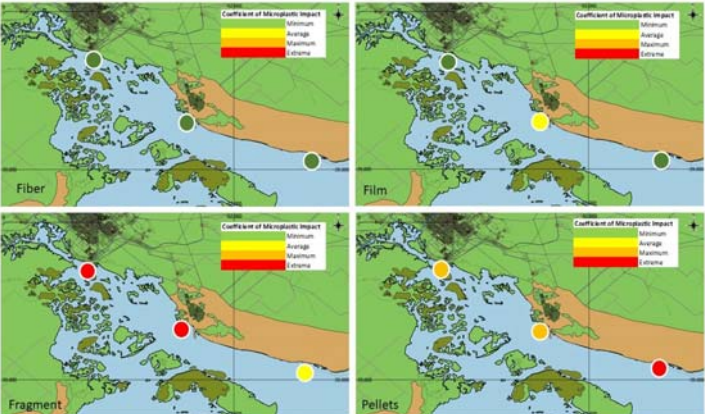 Coefficient of Microplastic Impact
Minimum
Average
Maximum
Extreme
Fiber
Coefficient of Microplastic Impact
Minimum
Average
Maximum
Extreme
Film
Coefficient of Microplastic Impact
Minimum
Average
Maximum
Extreme
Fragment
Coefficient of Microplastic Impact
Minimum
Average
Maximum
Extreme
Pellets